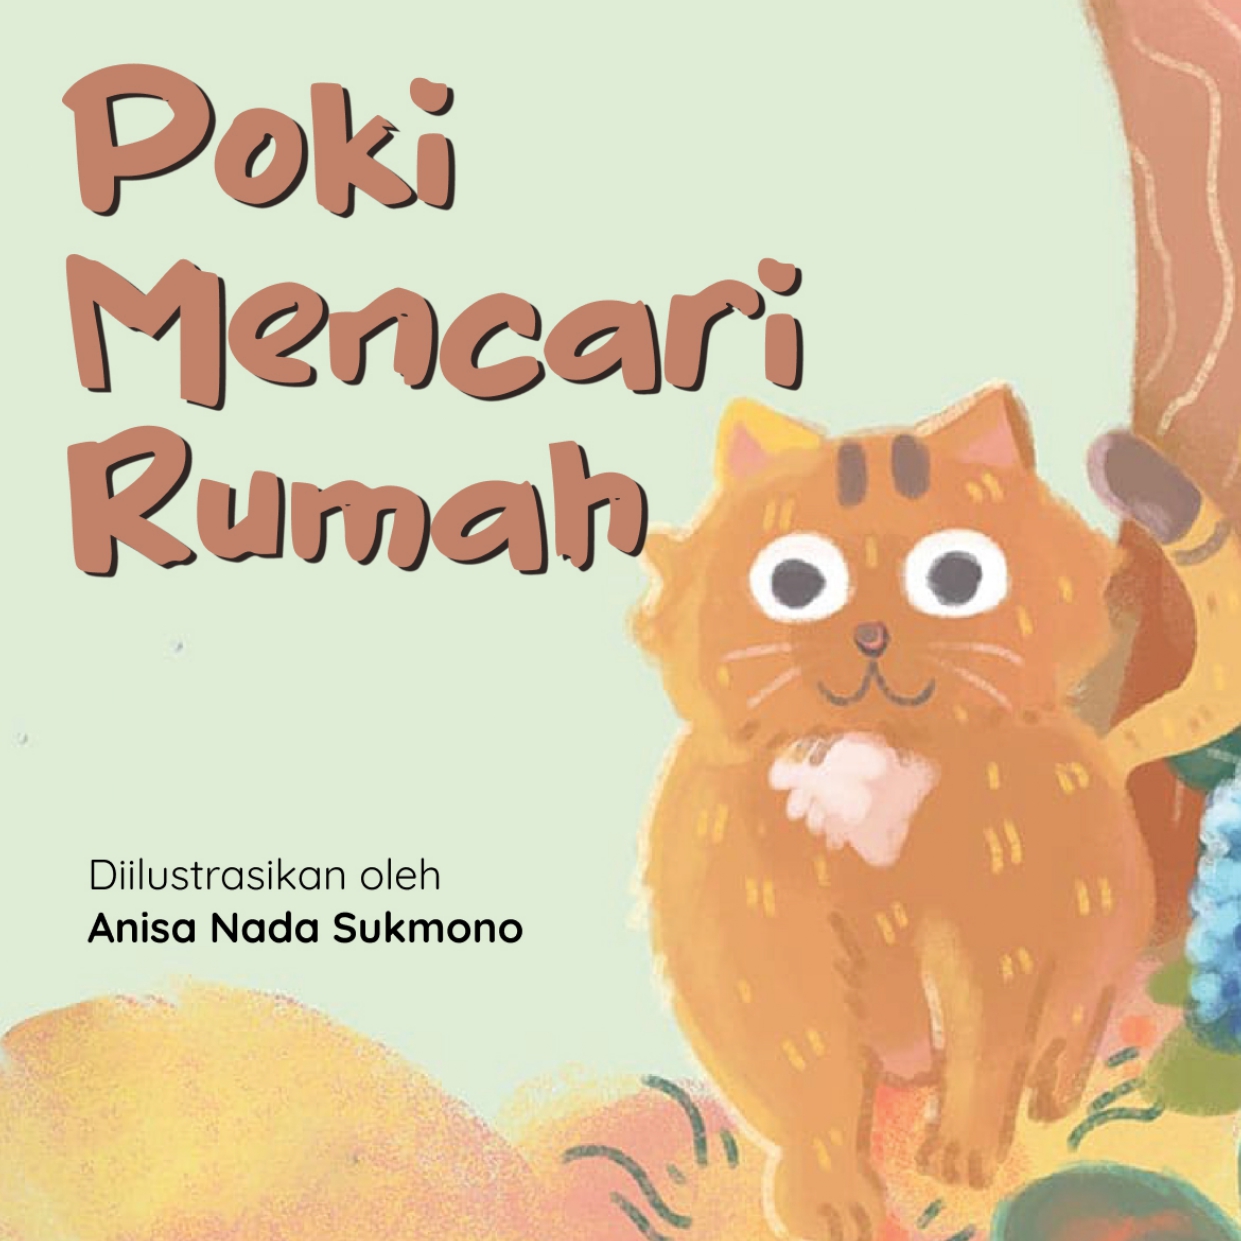 Poki
Mencari
Rumah
Diilustrasikan oleh
Anisa Nada Sukmono